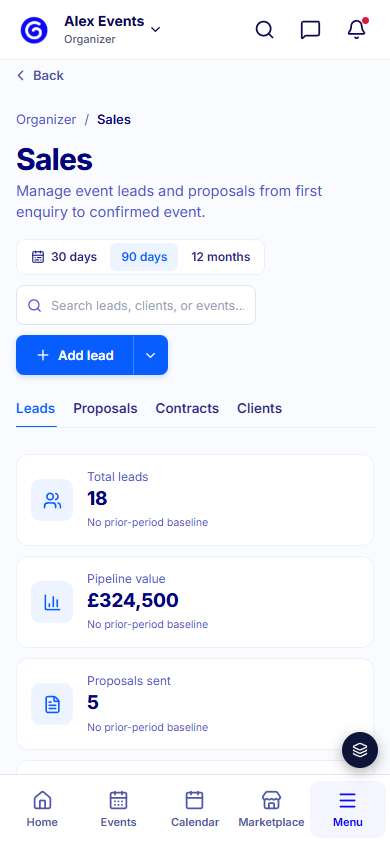 Alex Events
Organizer
Back
Organizer / Sales
Sales
Manage event leads and proposals from first
enquiry to confirmed event.
30 days 90 days 12 months
Search leads, clients, or events...
Add lead
Leads Proposals Contracts Clients
Total leads
18
No prior-period baseline
Pipeline value
£324,500
No prior-period baseline
Proposals sent
5
No prior-period baseline
Home Events Calendar Marketplace Menu